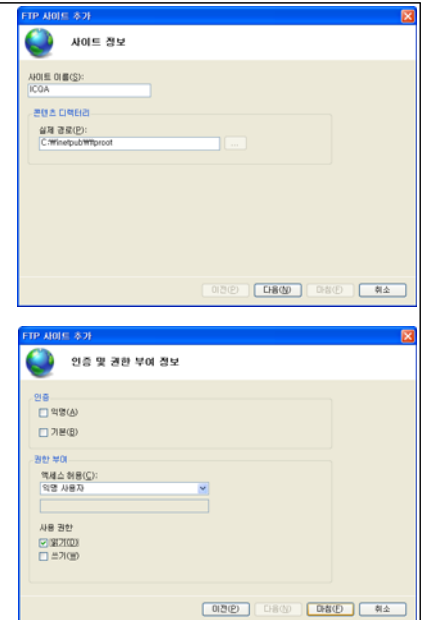 FTP 사이트 추가
사이트 정보
사이트 이름(S):
ICQA
콘텐츠 디렉터리
실제 경로(P):
C:₩inetpub₩ftproot
...
이전(P) 다음(N) 마침(F) 취소
FTP 사이트 추가
인증 및 권한 부여 정보
인증
익명(A)
기본(B)
권한 부여
액세스 허용(C):
익명 사용자
사용 권한
읽기(D)
쓰기(W)
이전(P) 다음(N) 마침(F) 취소